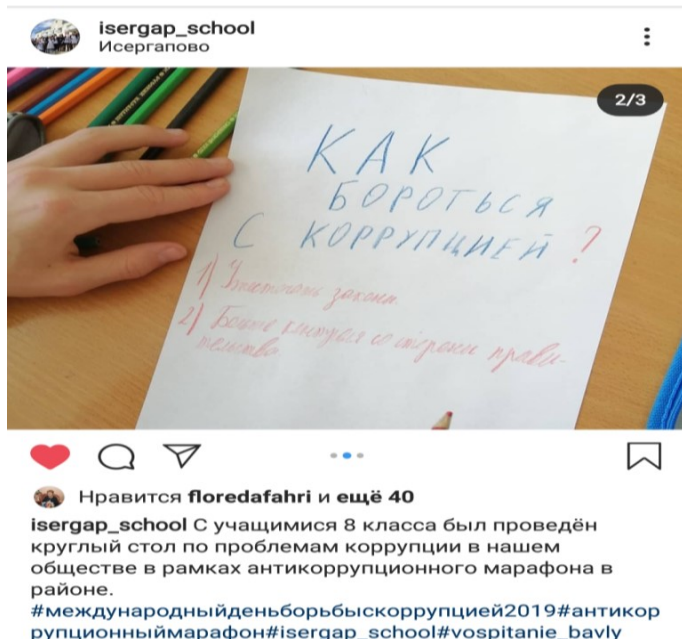 isergap_school
Исергапово
2/3
КАК
БОРОТЬСЯ
С КОРРУПЦИЕЙ ?
1) законы
2) Больше контроля со стороны прави-
тельства
Нравится floredafahri и ещё 40
isergap_school С учащимися 8 класса был проведён
круглый стол по проблемам коррупции в нашем
обществе в рамках антикоррупционного марафона в
районе.
#международныйденьборьбыскоррупцией2019#антикор
рупционныймарафон#isergap_school#vospitanie_bavly